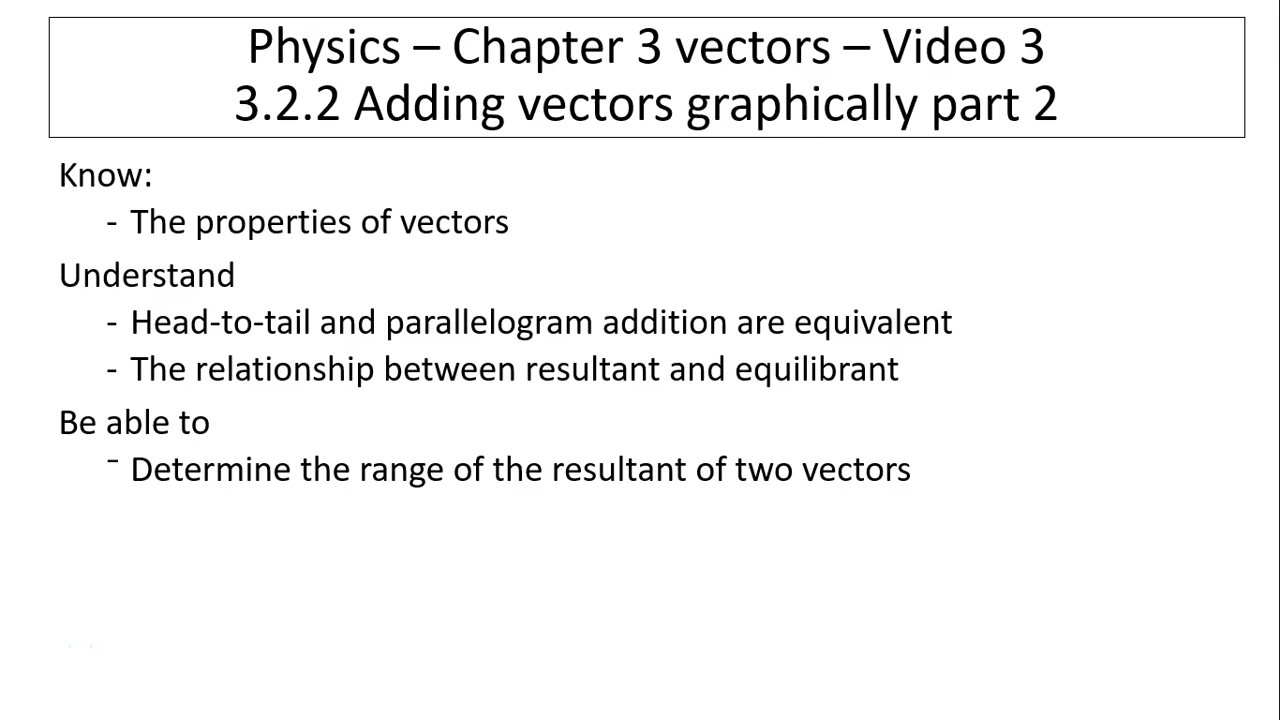 Physics – Chapter 3 vectors – Video 3
3.2.2 Adding vectors graphically part 2
Know:
- The properties of vectors
Understand
- Head-to-tail and parallelogram addition are equivalent
- The relationship between resultant and equilibrant
Be able to
⁻ Determine the range of the resultant of two vectors